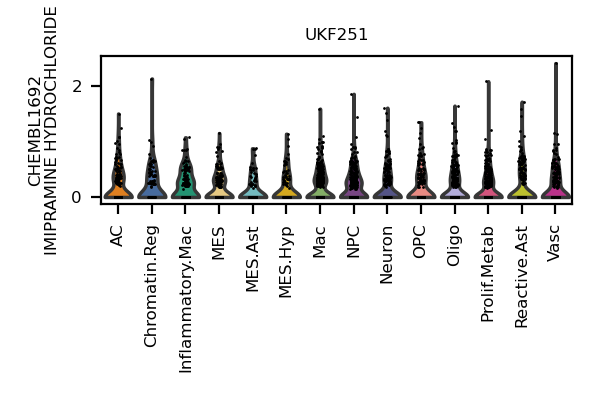 UKF251
CHEMBL1692
IMIPRAMINE HYDROCHLORIDE
2
0
AC
Chromatin.Reg
Inflammatory.Mac
MES
MES.Ast
MES.Hyp
Mac
NPC
Neuron
OPC
Oligo
Prolif.Metab
Reactive.Ast
Vasc